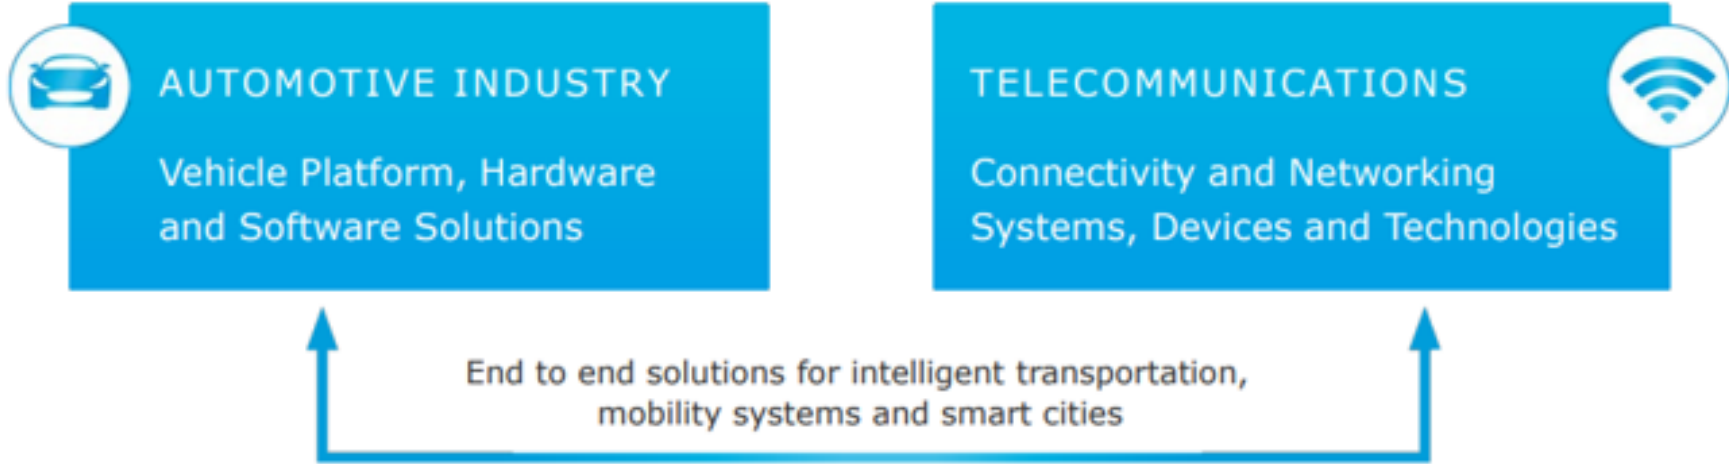 AUTOMOTIVE INDUSTRY
Vehicle Platform, Hardware
and Software Solutions
TELECOMMUNICATIONS
Connectivity and Networking
Systems, Devices and Technologies
End to end solutions for intelligent transportation,
mobility systems and smart cities